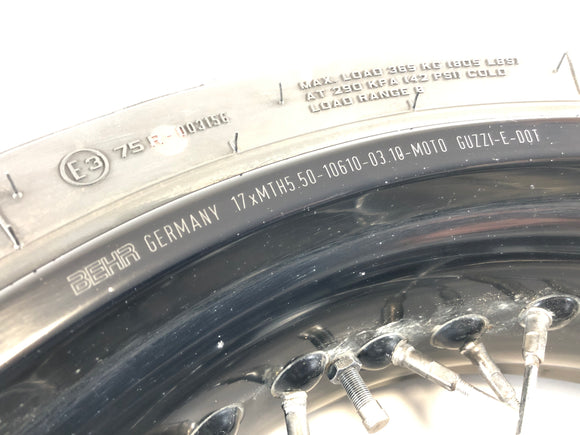 MAX. LOAD 365 KG (805 LBS)
AT 290 KPA (42 PSI) COLD
LOAD RANGE B
E3 75 0003156
BEHR GERMANY 17xMTH5.50-10610-03.10-MOTO GUZZI-E-DOT